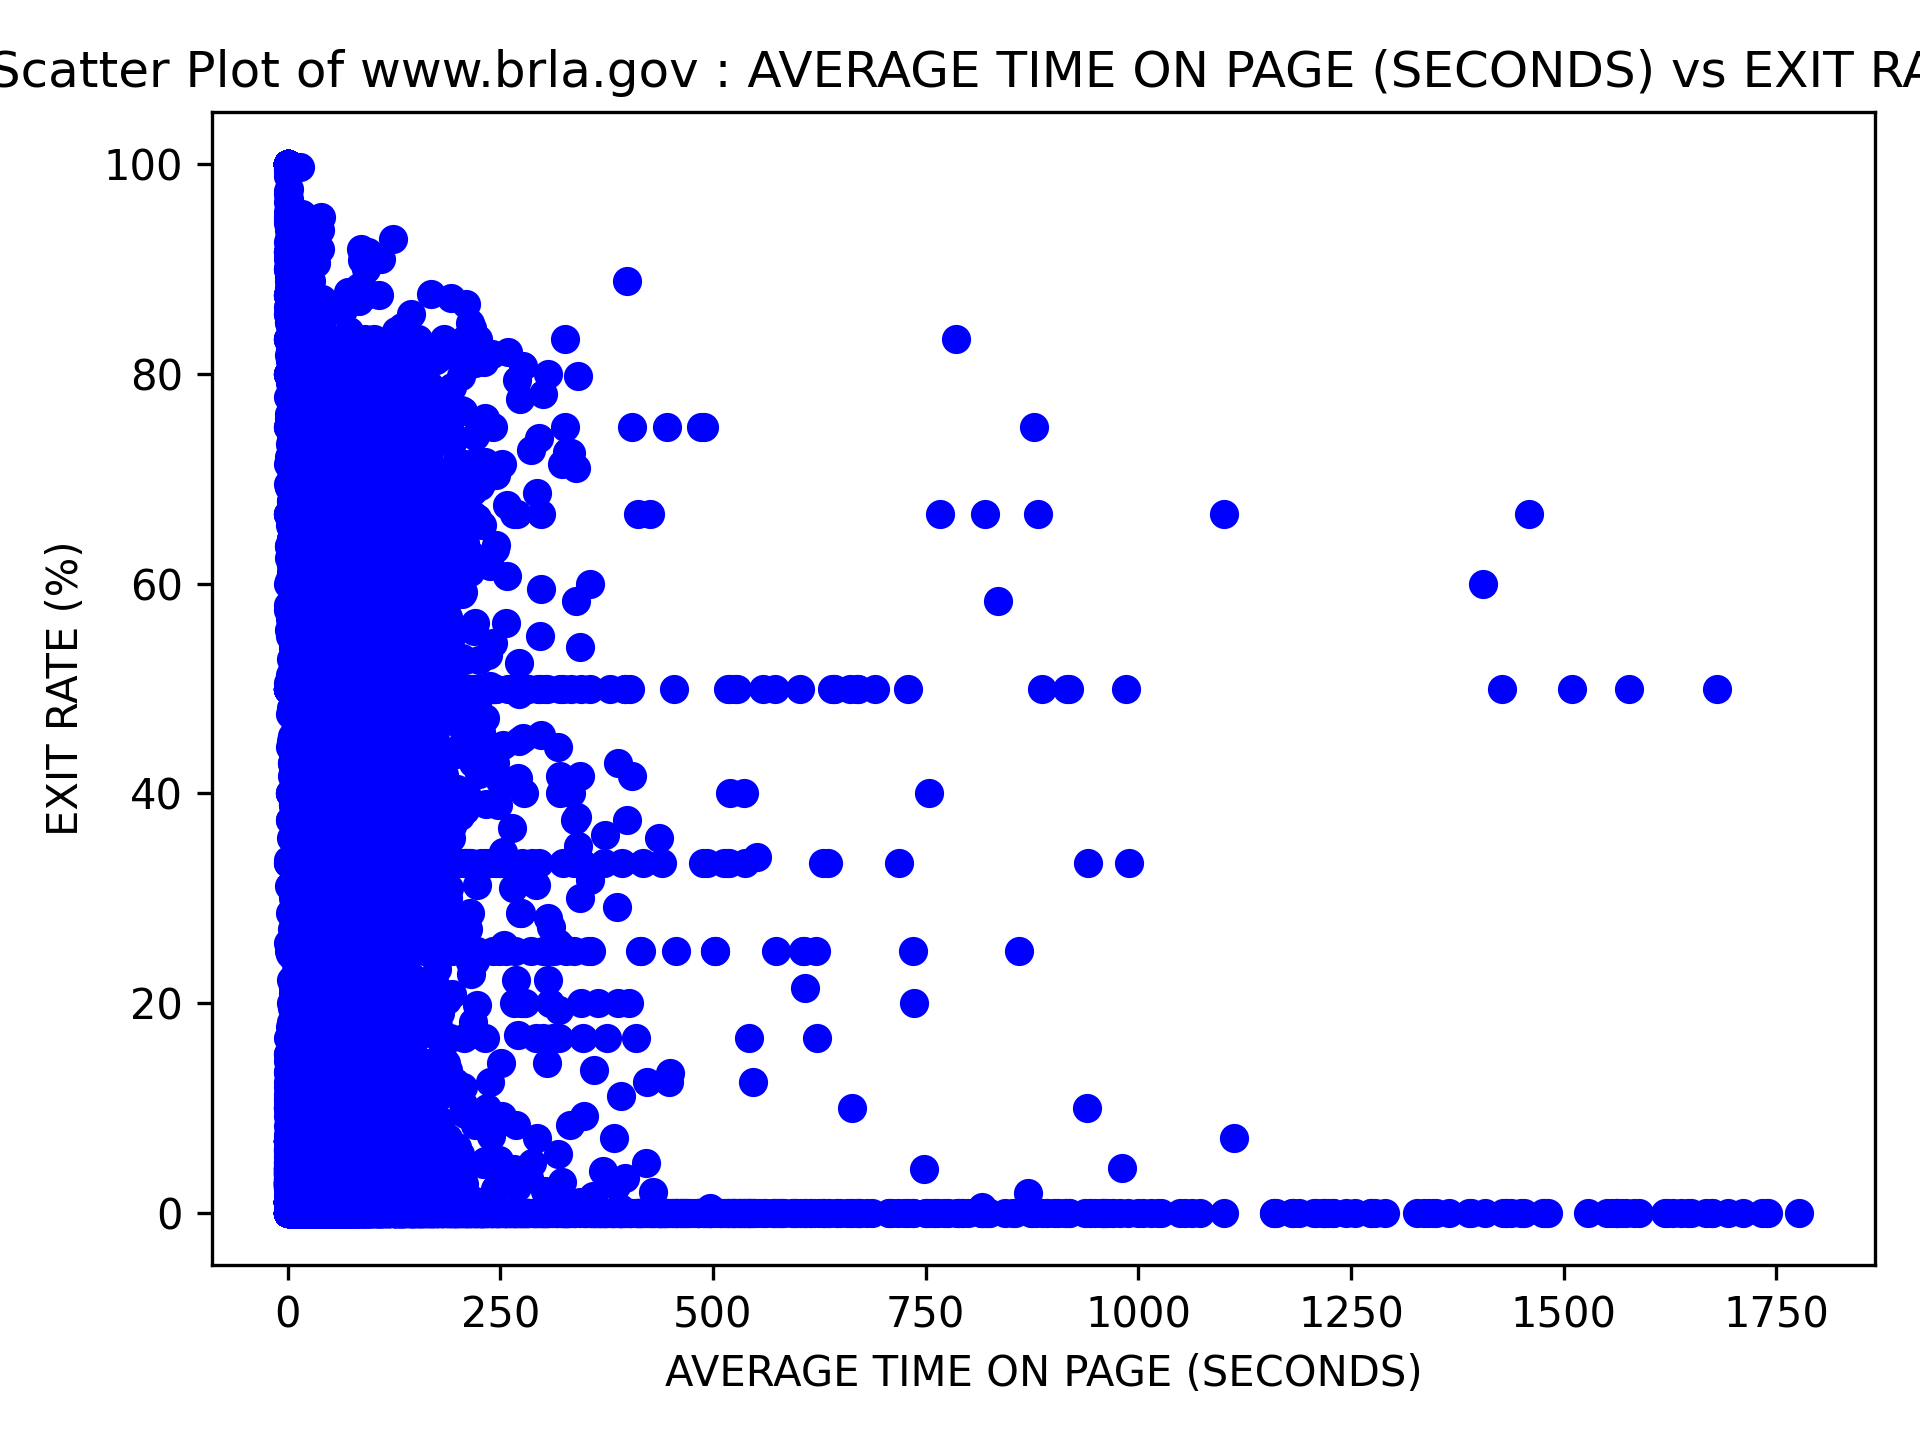 Scatter Plot of www.brla.gov : AVERAGE TIME ON PAGE (SECONDS) vs EXIT RA
100
80
60
40
20
0
EXIT RATE (%)
0 250 500 750 1000 1250 1500 1750
AVERAGE TIME ON PAGE (SECONDS)